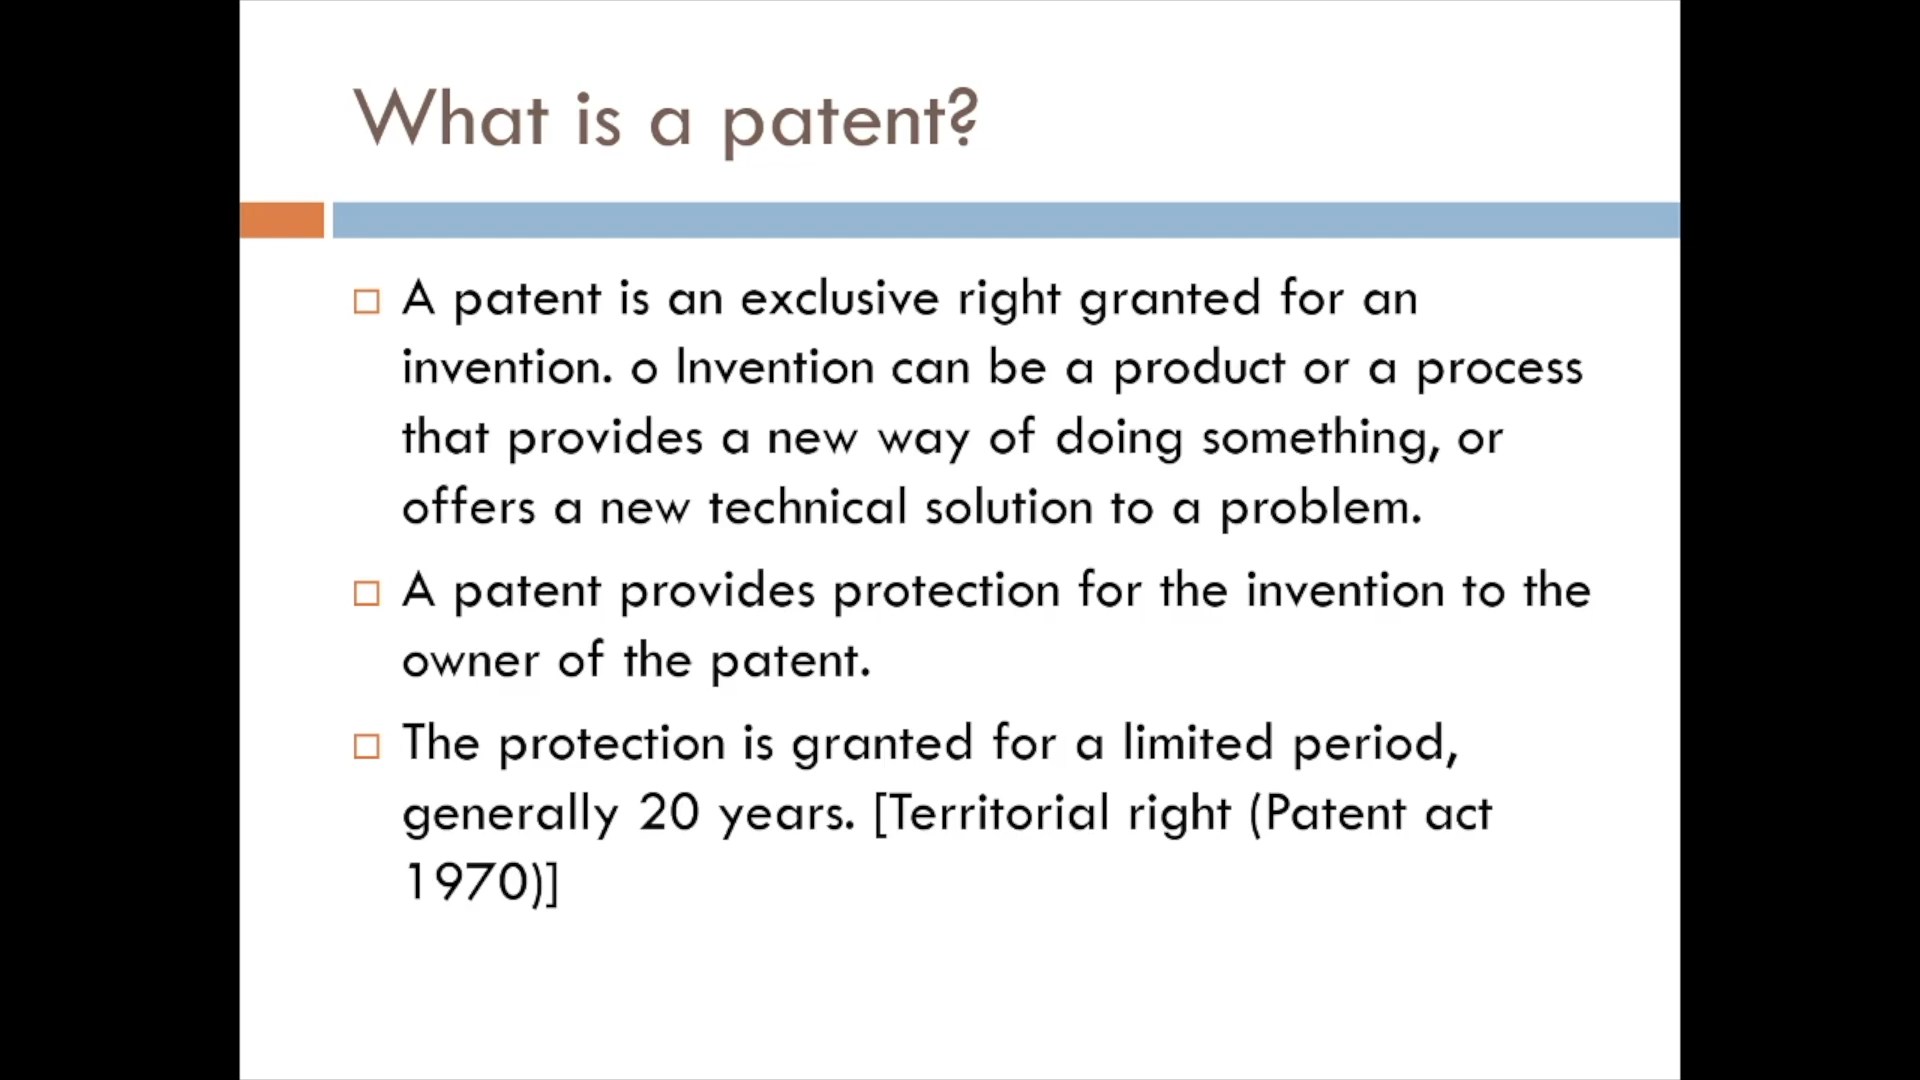 What is a patent?
A patent is an exclusive right granted for an
invention. o Invention can be a product or a process
that provides a new way of doing something, or
offers a new technical solution to a problem.
A patent provides protection for the invention to the
owner of the patent.
The protection is granted for a limited period,
generally 20 years. [Territorial right (Patent act
1970)]